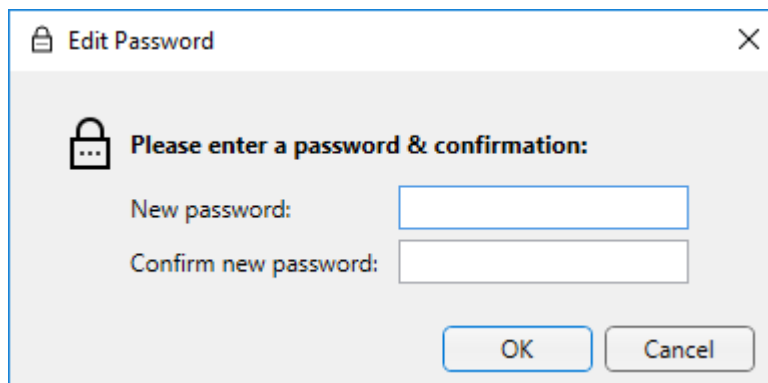 Edit Password
Please enter a password & confirmation:
New password:
Confirm new password:
OK
Cancel